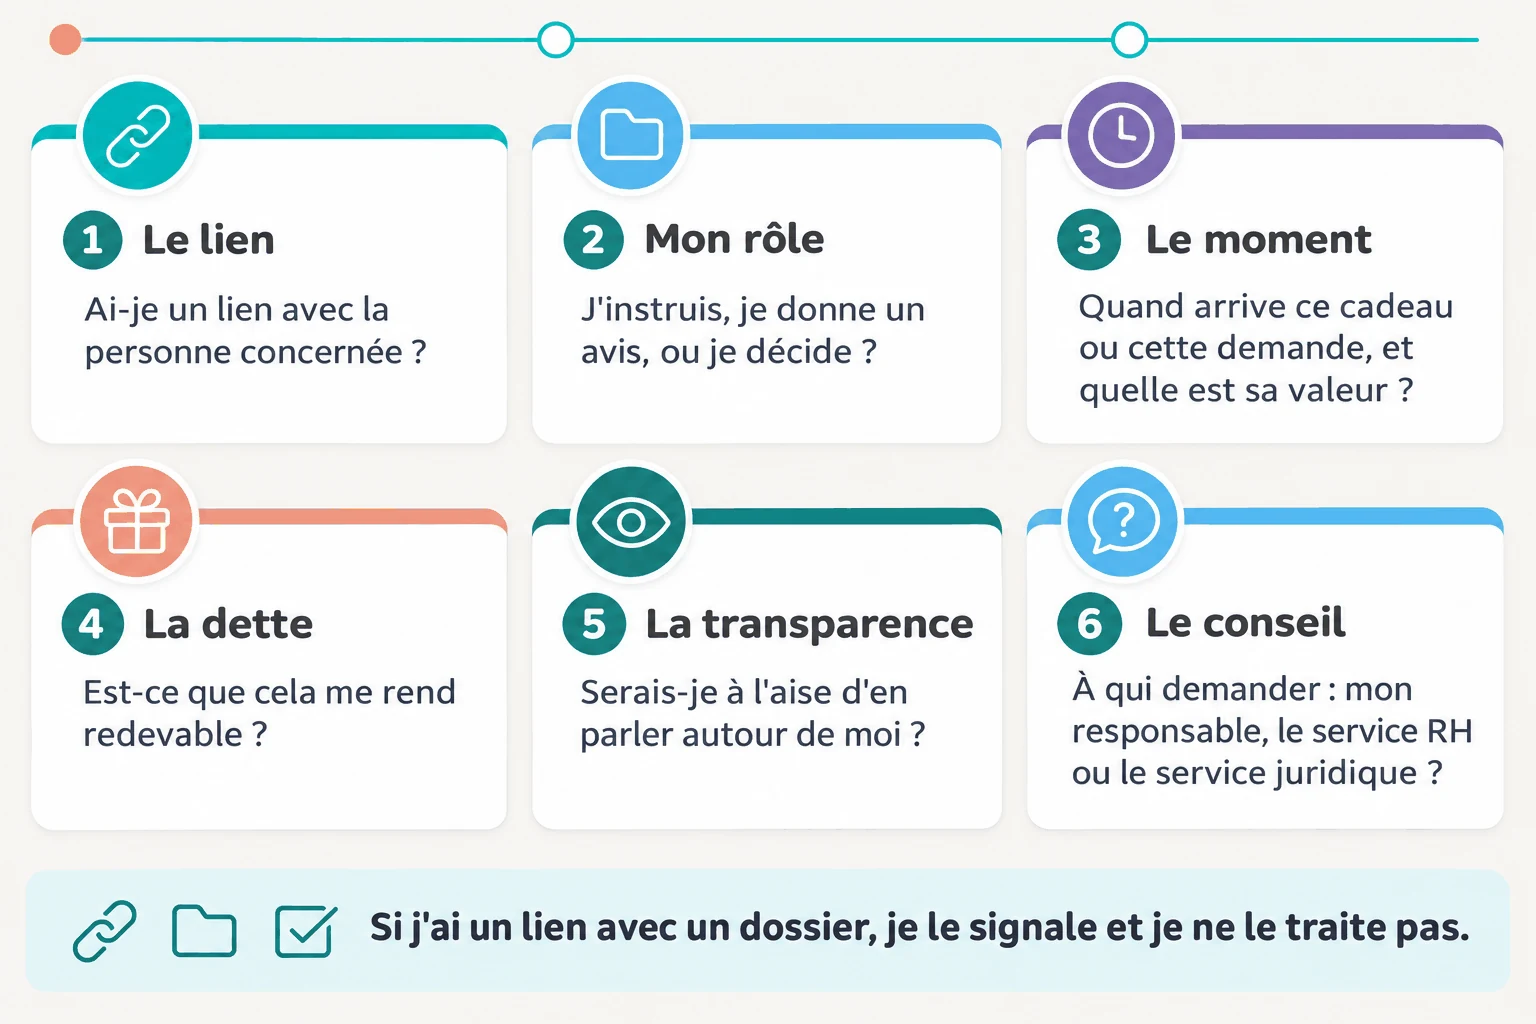 1 Le lien
Ai-je un lien avec la
personne concernée ?
2 Mon rôle
J'instruis, je donne un
avis, ou je décide ?
3 Le moment
Quand arrive ce cadeau
ou cette demande, et
quelle est sa valeur ?
4 La dette
Est-ce que cela me rend
redevable ?
5 La transparence
Serais-je à l'aise d'en
parler autour de moi ?
6 Le conseil
À qui demander : mon
responsable, le service RH
ou le service juridique ?
Si j'ai un lien avec un dossier, je le signale et je ne le traite pas.